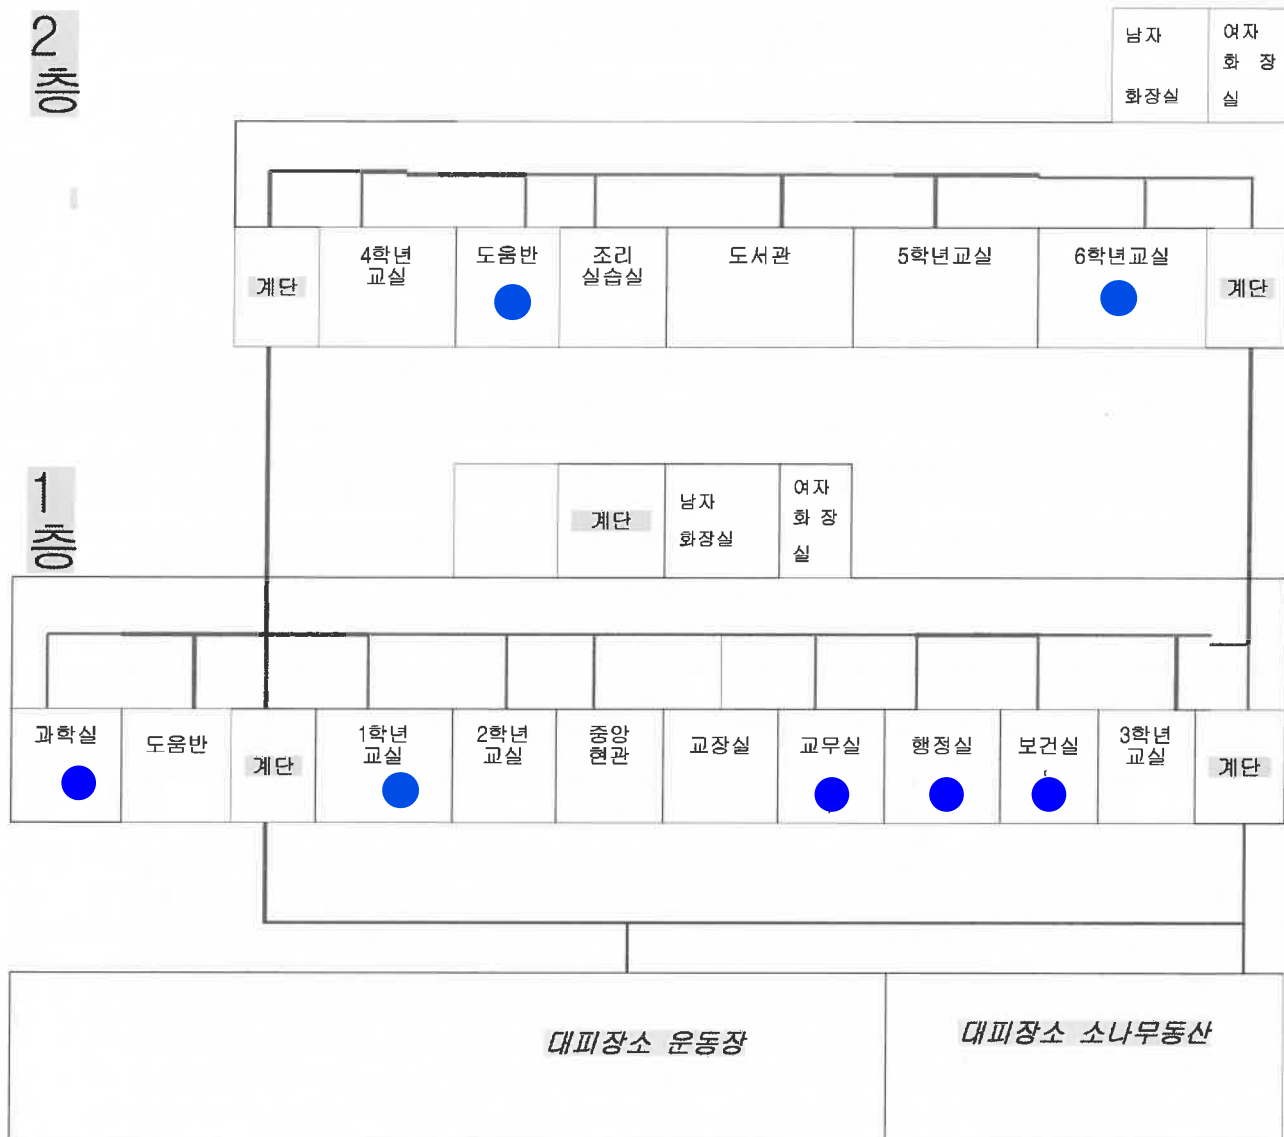 2
층
남자
화장실
여자
화 장
실
계단
4학년
교실
도움반
조리
실습실
도서관
5학년교실
6학년교실
계단
1
층
계단
남자
화장실
여자
화 장
실
과학실
도움반
계단
1학년
교실
2학년
교실
중앙
현관
교장실
교무실
행정실
보건실
3학년
교실
계단
대피장소 운동장
대피장소 소나무동산